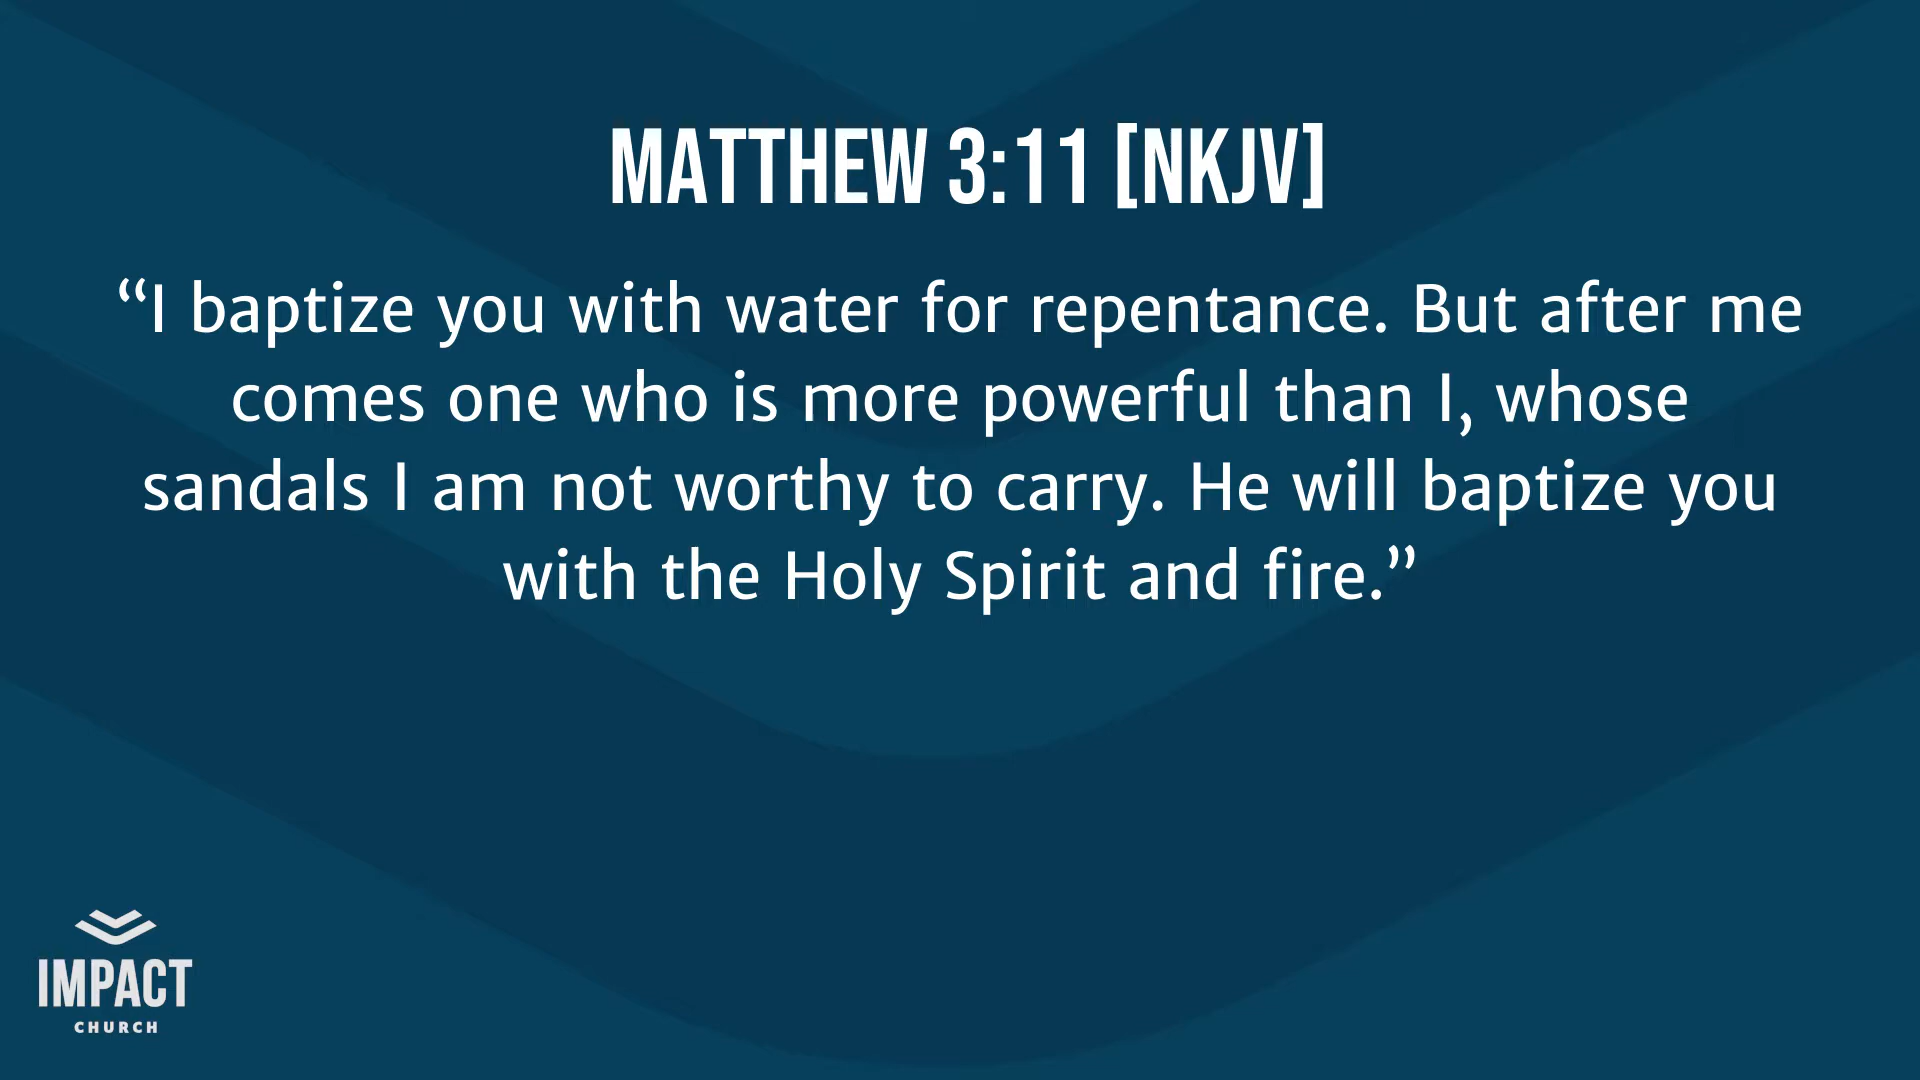 MATTHEW 3:11 [NKJV]
“I baptize you with water for repentance. But after me
comes one who is more powerful than I, whose
sandals I am not worthy to carry. He will baptize you
with the Holy Spirit and fire.”
IMPACT
CHURCH